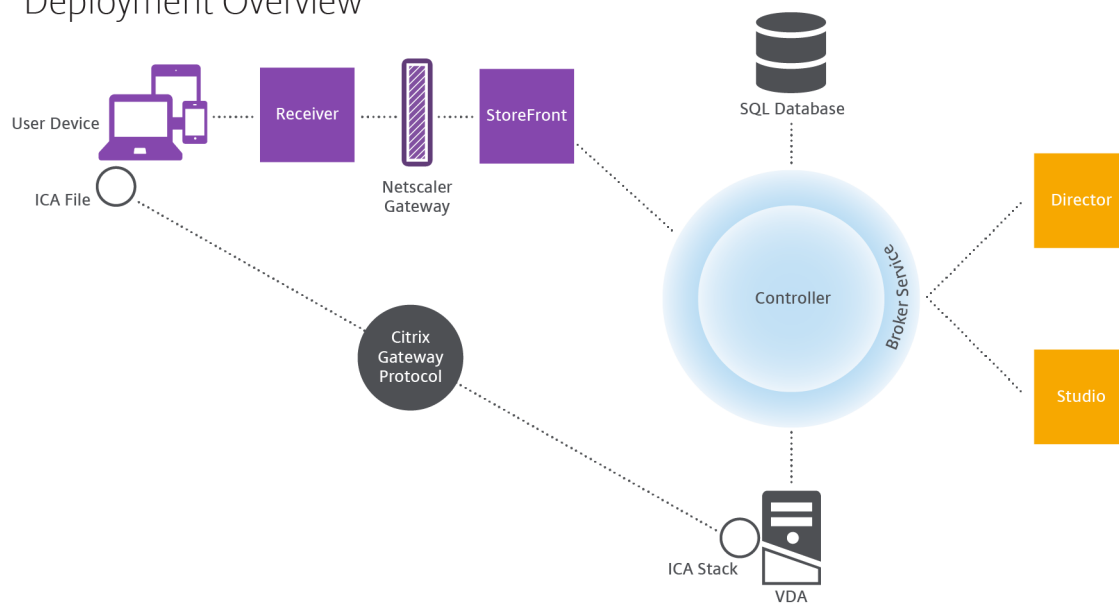 Deployment Overview
SQL Database
User Device
Receiver
StoreFront
Netscaler
Gateway
ICA File
Director
Broker Service
Controller
Citrix
Gateway
Protocol
Studio
ICA Stack
VDA